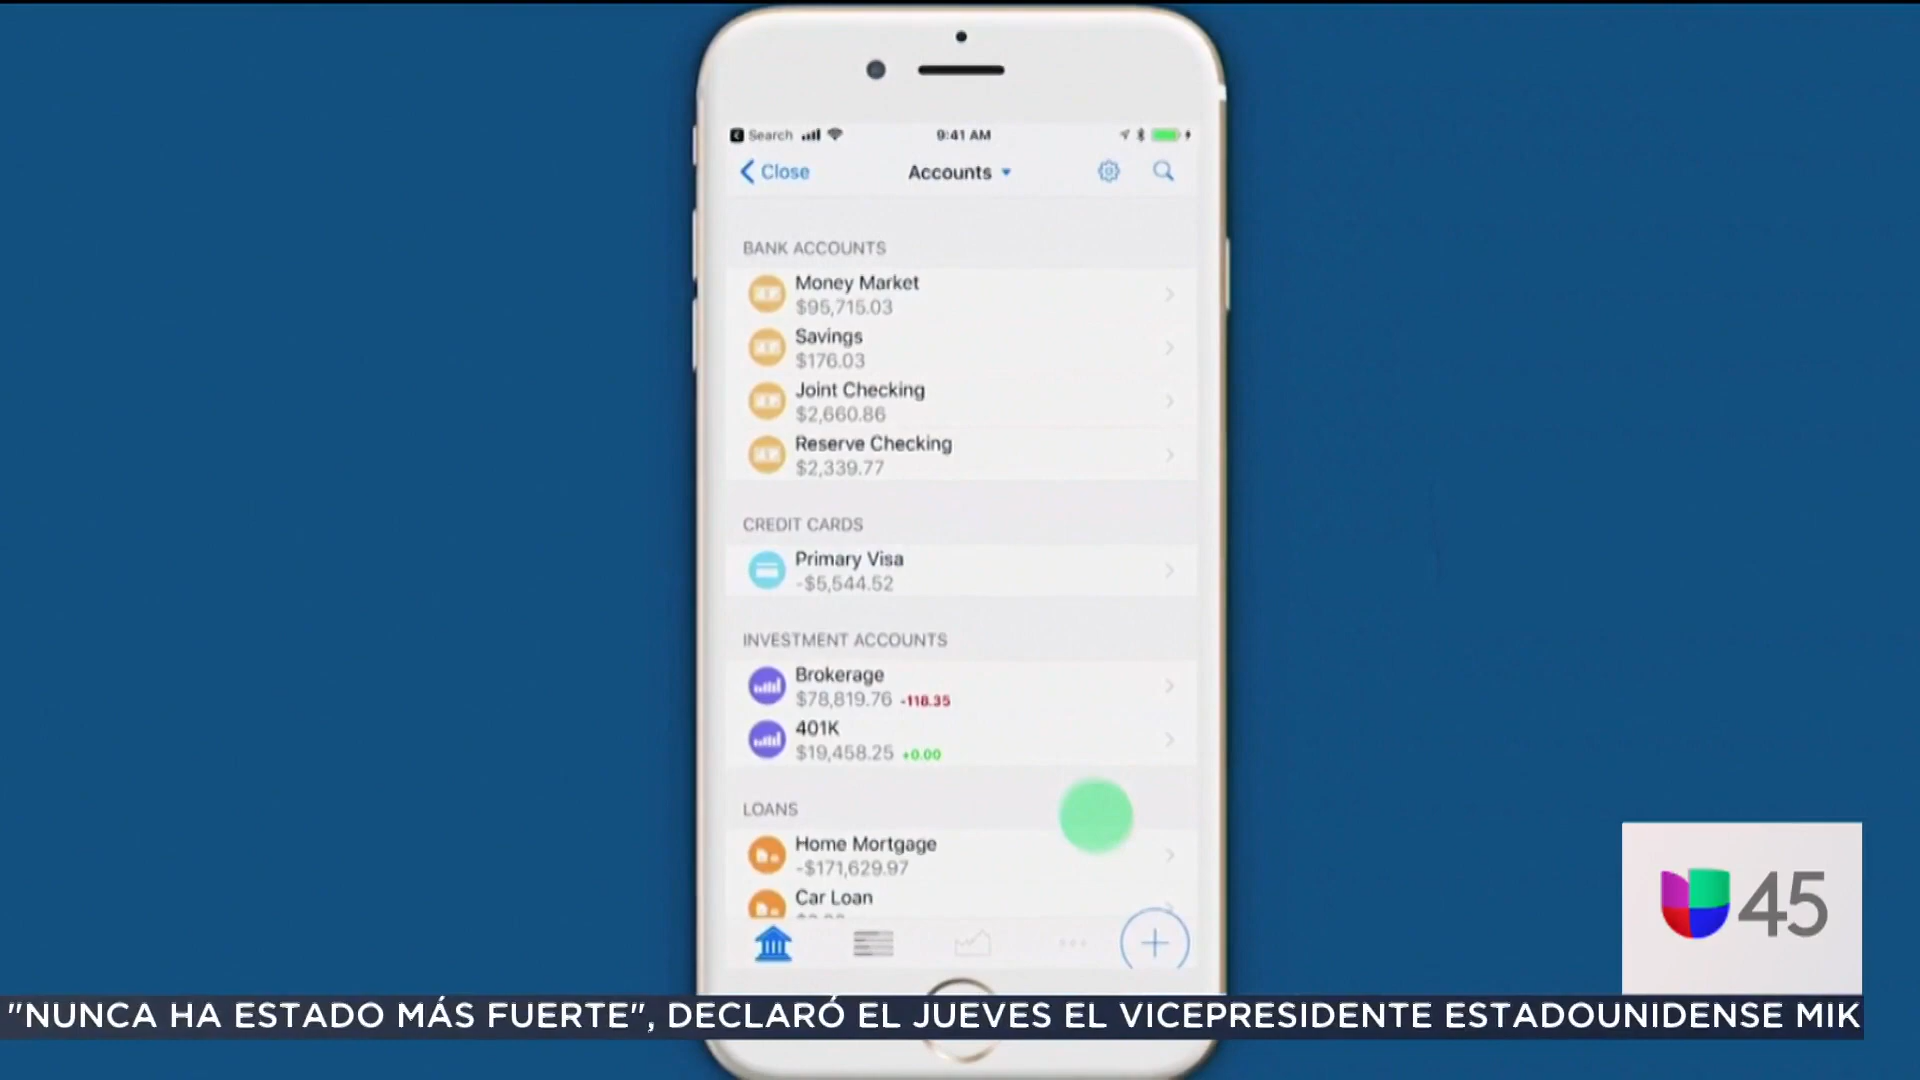 Search
9:41 AM
Close
Accounts
BANK ACCOUNTS
Money Market
$95,715.03
Savings
$176.03
Joint Checking
$2,660.86
Reserve Checking
$2,339.77
CREDIT CARDS
Primary Visa
-$5,544.52
INVESTMENT ACCOUNTS
Brokerage
$78,819.76 -118.35
401K
$19,458.25 +0.00
LOANS
Home Mortgage
-$171,629.97
Car Loan
45
"NUNCA HA ESTADO MÁS FUERTE", DECLARÓ EL JUEVES EL VICEPRESIDENTE ESTADOUNIDENSE MIK